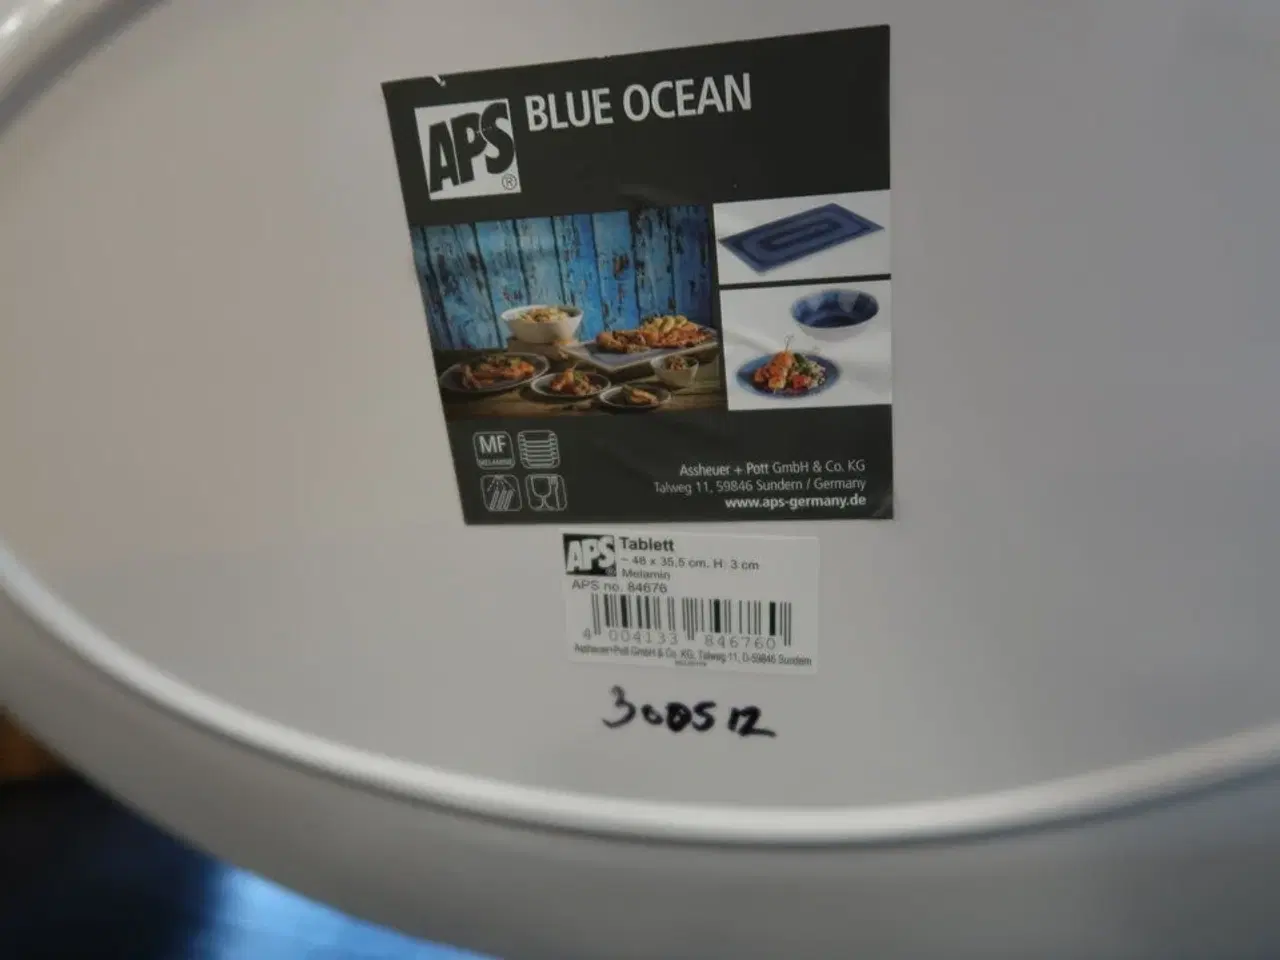 APS®
BLUE OCEAN
MF
MELAMINE
Assheuer + Pott GmbH & Co. KG
Talweg 11, 59846 Sundern / Germany
www.aps-germany.de
APS®
Tablett
~ 48 x 35,5 cm. H: 3 cm
Melamin
APS no. 84676
4 004133 846760
Assheuer+Pott GmbH & Co. KG, Talweg 11, D-59846 Sundern
300512